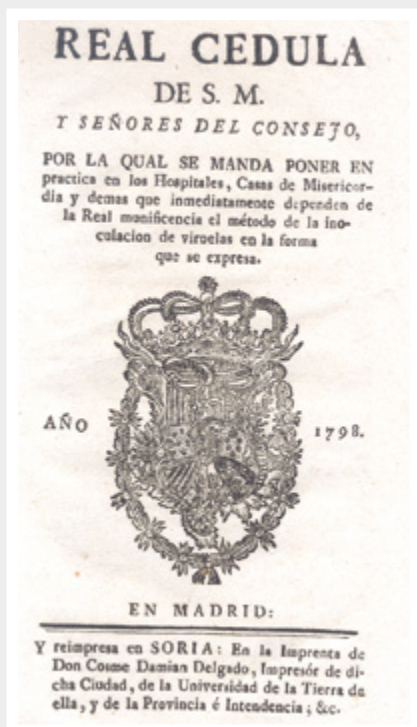 REAL CEDULA
DE S. M.
Y SEÑORES DEL CONSEJO,
POR LA QUAL SE MANDA PONER EN
practica en los Hospitales, Casas de Misericor-
dia y demas que inmediatamente dependen de
la Real munificencia el método de la ino-
culacion de viruelas en la forma
que se expresa.
AÑO 1798.
EN MADRID:
Y reimpresa en SORIA: En la Imprenta de
Don Cosme Damian Delgado, Impresór de di-
cha Ciudad, de la Universidad de la Tierra de
ella, y de la Provincia é Intendencia; &c.